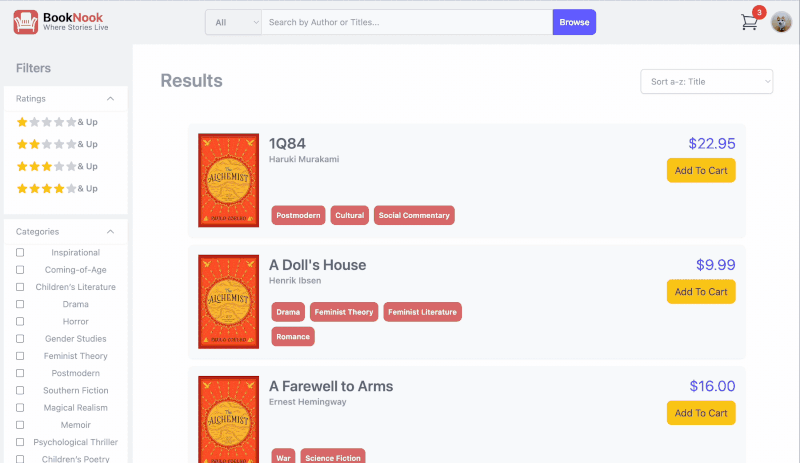 BookNook
Where Stories Live
All
Search by Author or Titles...
Browse
3
Filters
Ratings
& Up
& Up
& Up
& Up
Categories
Inspirational
Coming-of-Age
Children's Literature
Drama
Horror
Gender Studies
Feminist Theory
Postmodern
Southern Fiction
Magical Realism
Memoir
Psychological Thriller
Children's Poetry
Results
Sort a-z: Title
The
ALCHEMIST
PAULO COELHO
1Q84
Haruki Murakami
Postmodern
Cultural
Social Commentary
$22.95
Add To Cart
The
ALCHEMIST
PAULO COELHO
A Doll's House
Henrik Ibsen
Drama
Feminist Theory
Feminist Literature
Romance
$9.99
Add To Cart
The
ALCHEMIST
A Farewell to Arms
Ernest Hemingway
War
Science Fiction
$16.00
Add To Cart